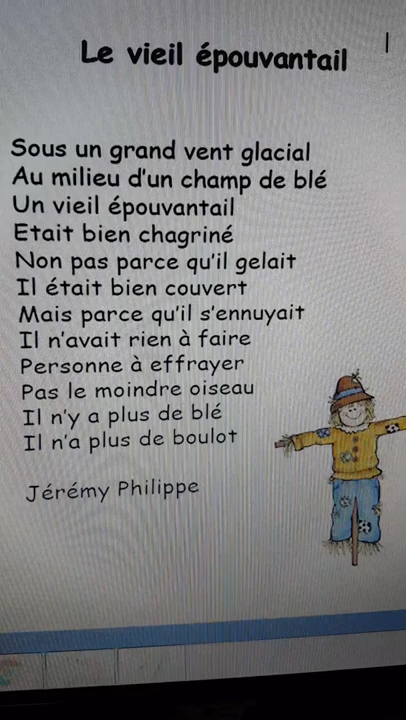 Le vieil épouvantail
Sous un grand vent glacial
Au milieu d'un champ de blé
Un vieil épouvantail
Etait bien chagriné
Non pas parce qu'il gelait
Il était bien couvert
Mais parce qu'il s'ennuyait
Il n'avait rien à faire
Personne à effrayer
Pas le moindre oiseau
Il n'y a plus de blé
Il n'a plus de boulot
Jérémy Philippe